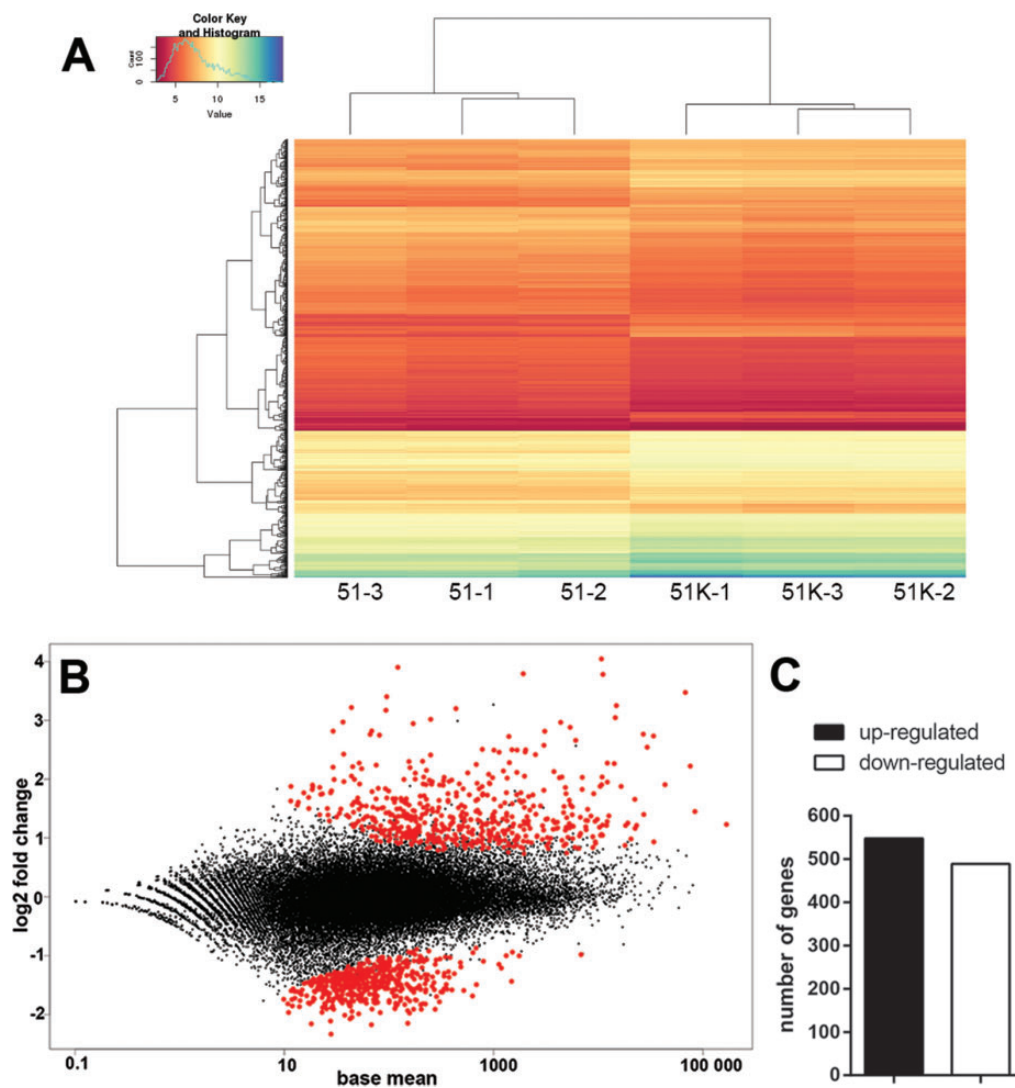 A
Color Key
and Histogram
Count
0 100
5 10 15
Value
51-3 51-1 51-2 51K-1 51K-3 51K-2
B
log2 fold change
4
3
2
1
0
-1
-2
0.1 10 1000 100 000
base mean
C
up-regulated
down-regulated
number of genes
600
500
400
300
200
100
0